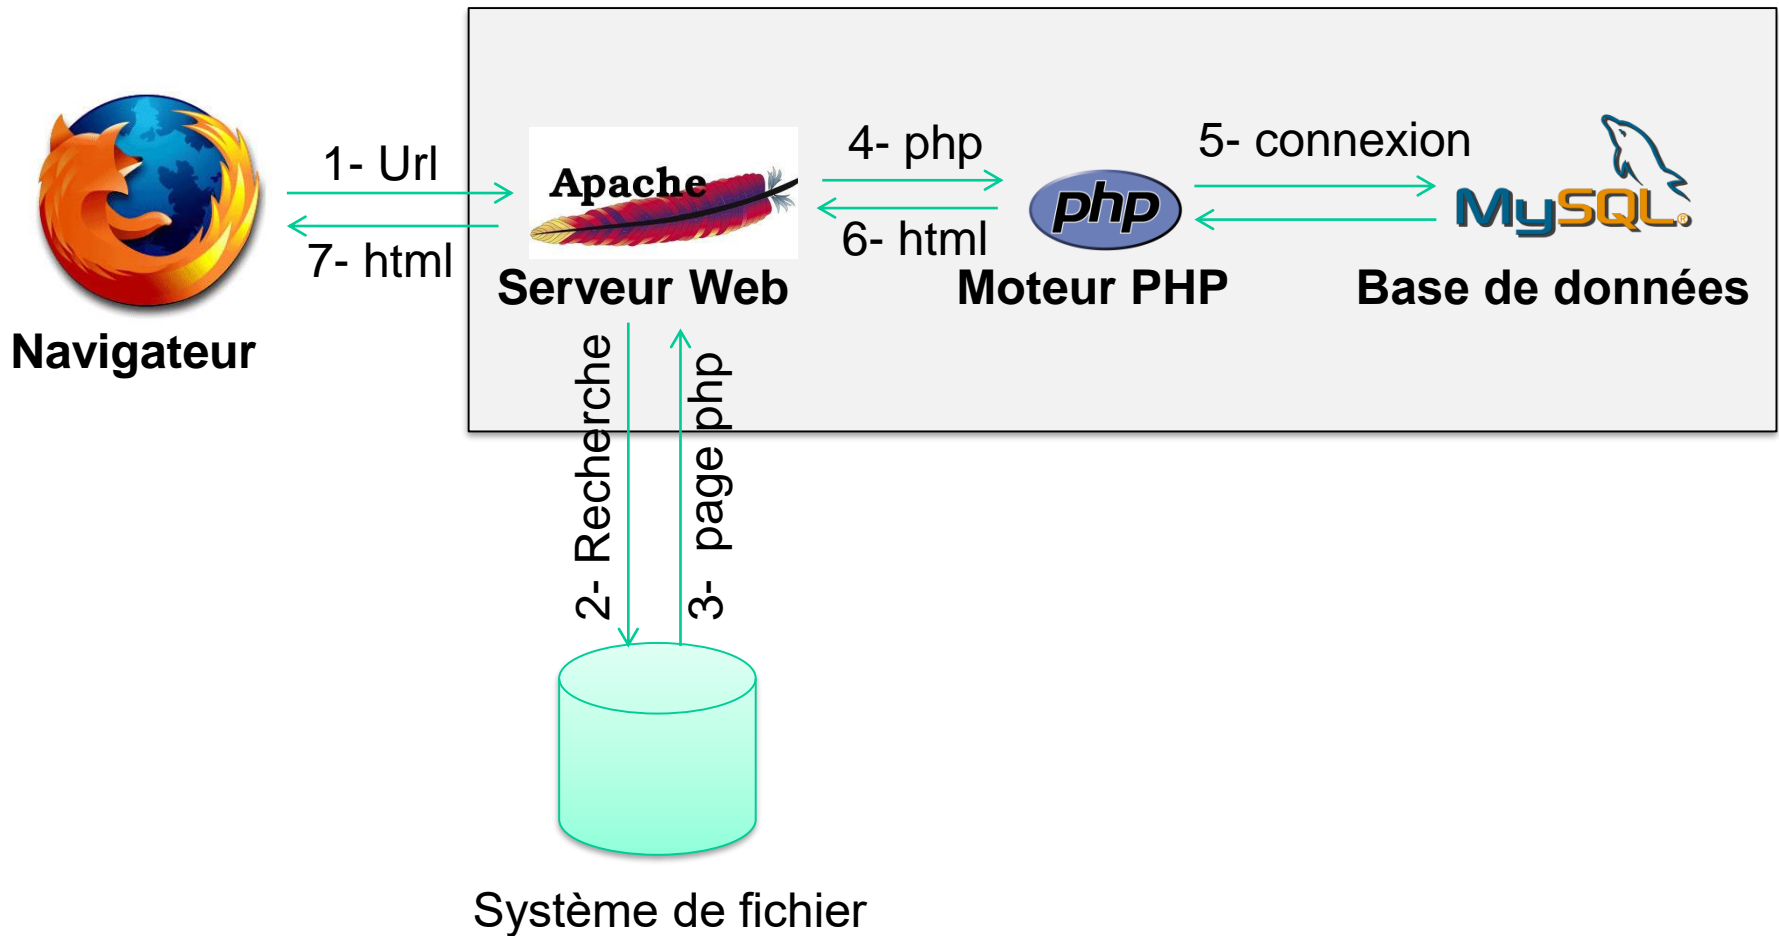 1- Url
7- html
Navigateur
Apache
Serveur Web
4- php
6- html
php
Moteur PHP
5- connexion
MySQL®
Base de données
2- Recherche
3- page php
Système de fichier